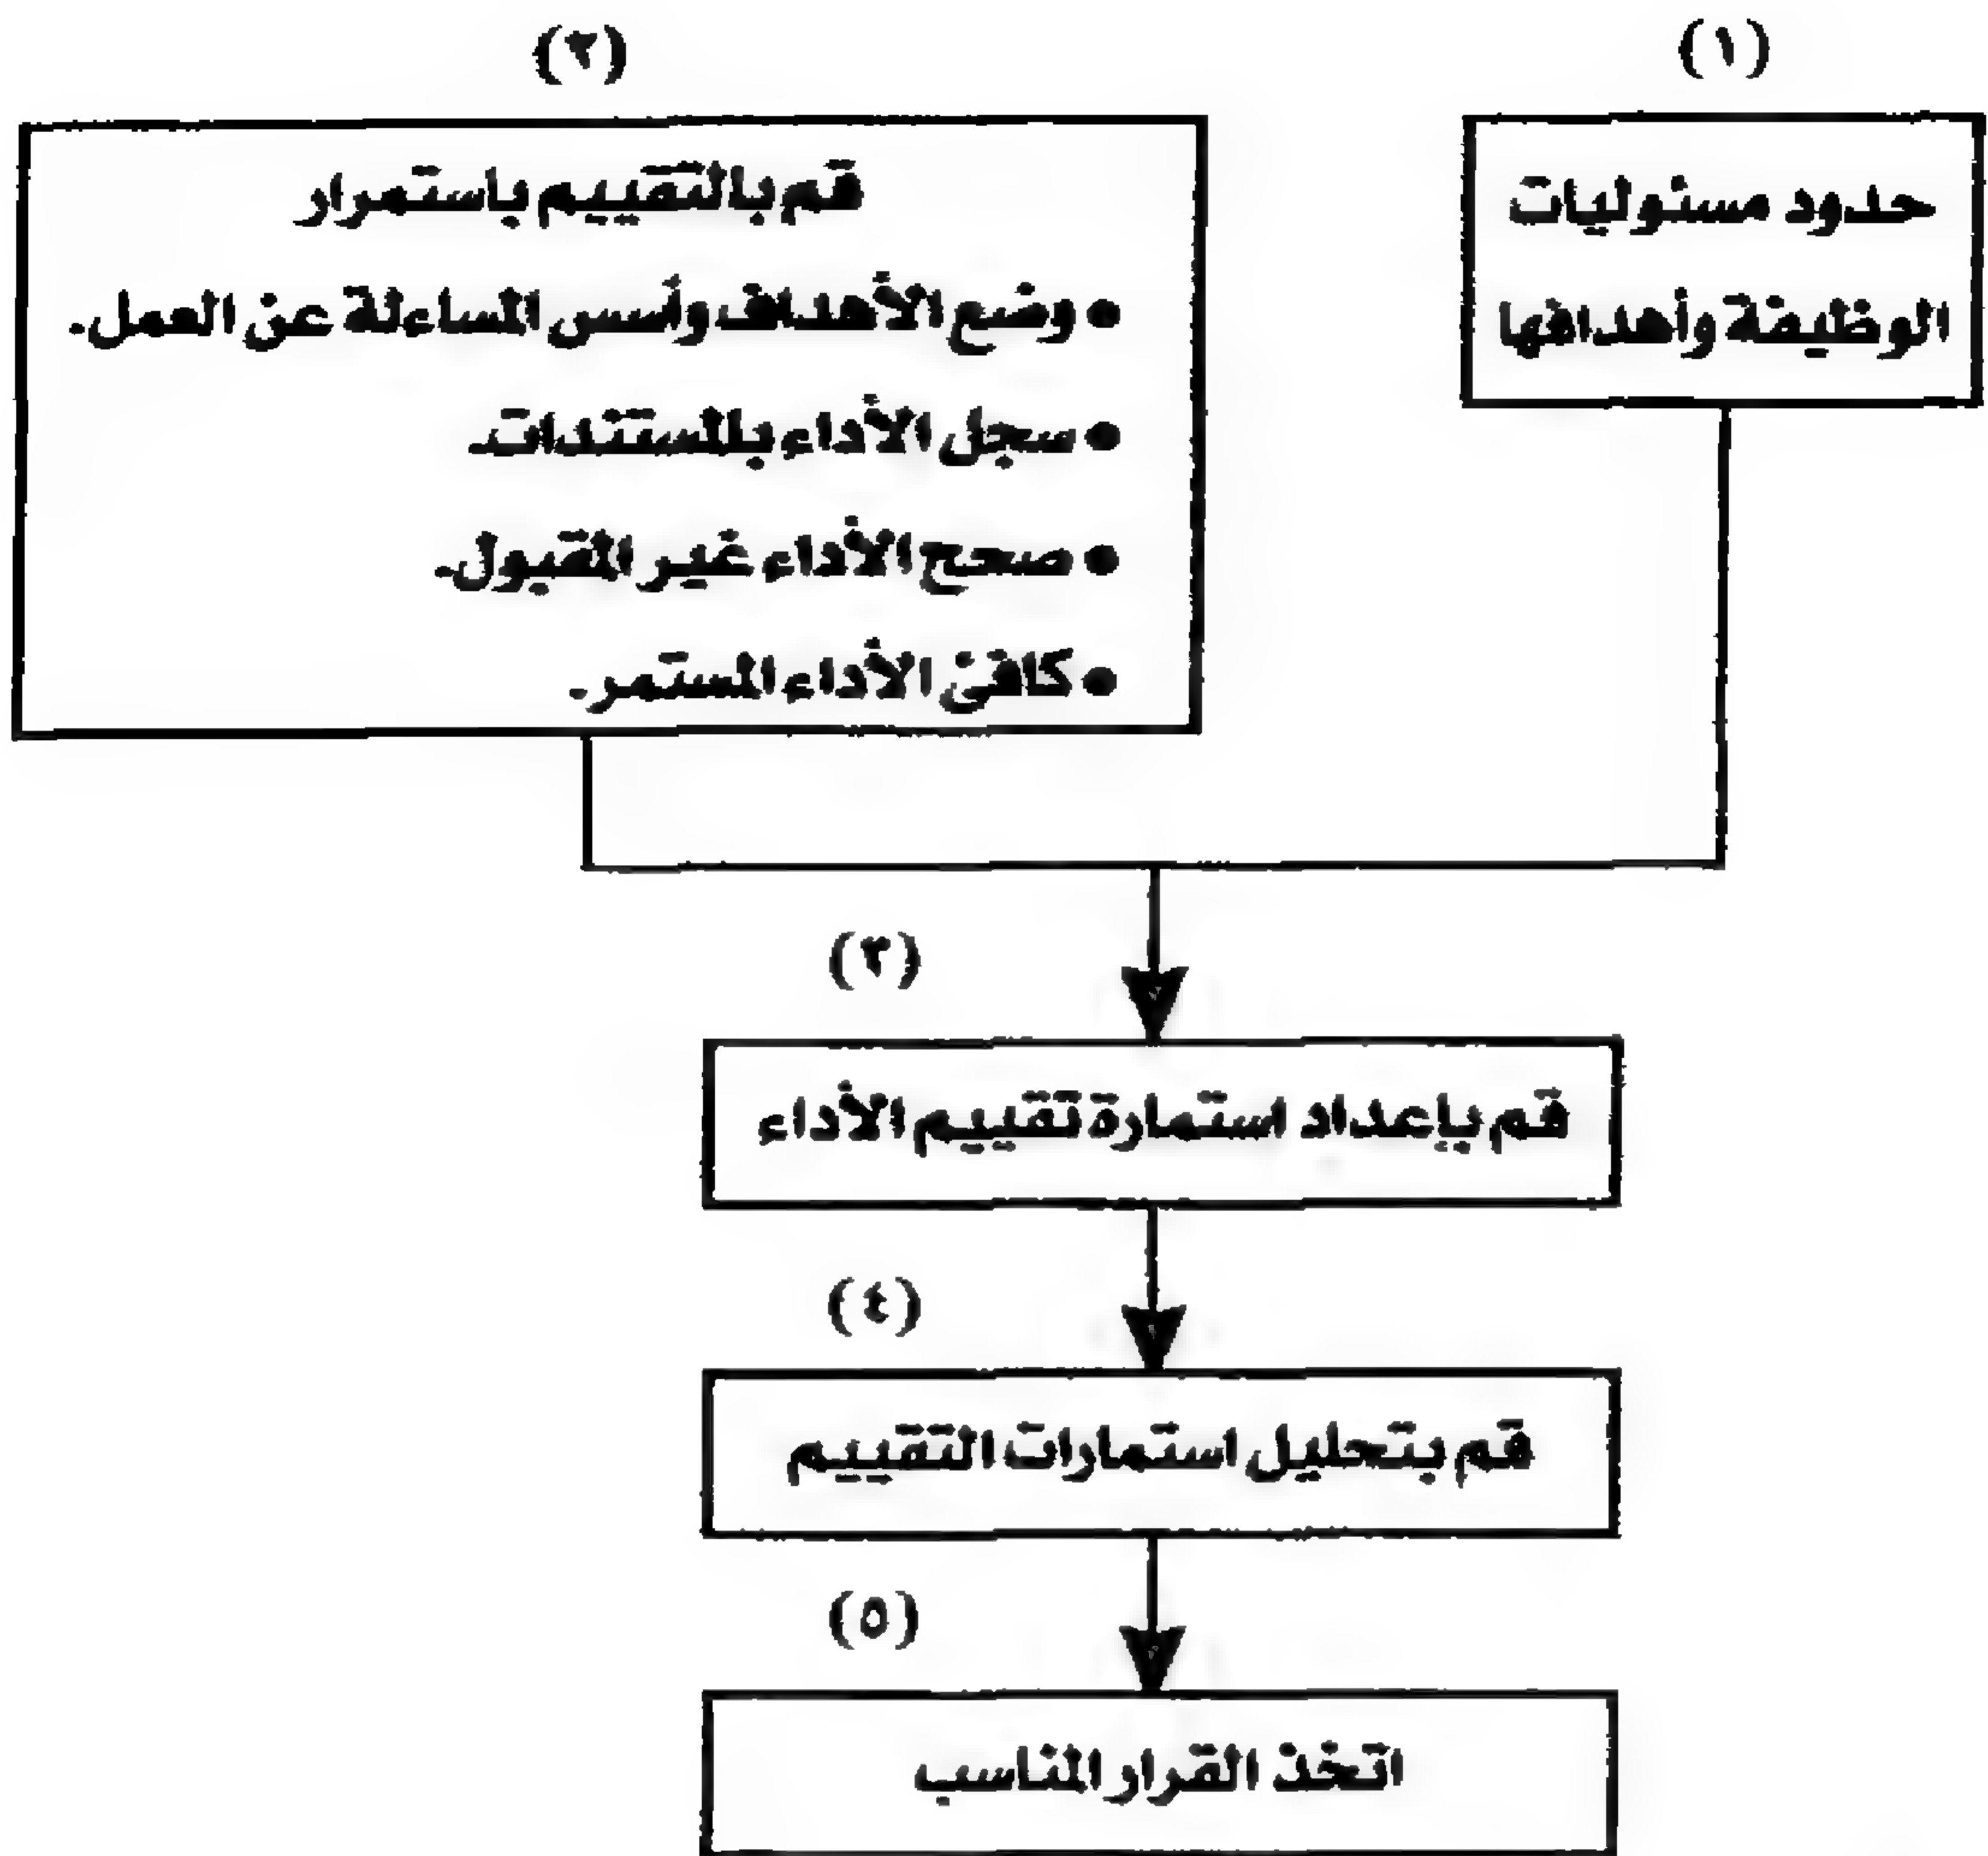 (١)
حدود مسئوليات
الوظيفة وأهدافها
(٢)
قم بالتقييم باستمرار
• وضع الأهداف وأسس المساءلة عن العمل.
• سجل الأداء بالمستندات.
• صحح الأداء غير المقبول.
• كافئ الأداء المستمر.
(٣)
قم بإعداد استمارة تقييم الأداء
(٤)
قم بتحليل استمارات التقييم
(٥)
اتخذ القرار المناسب